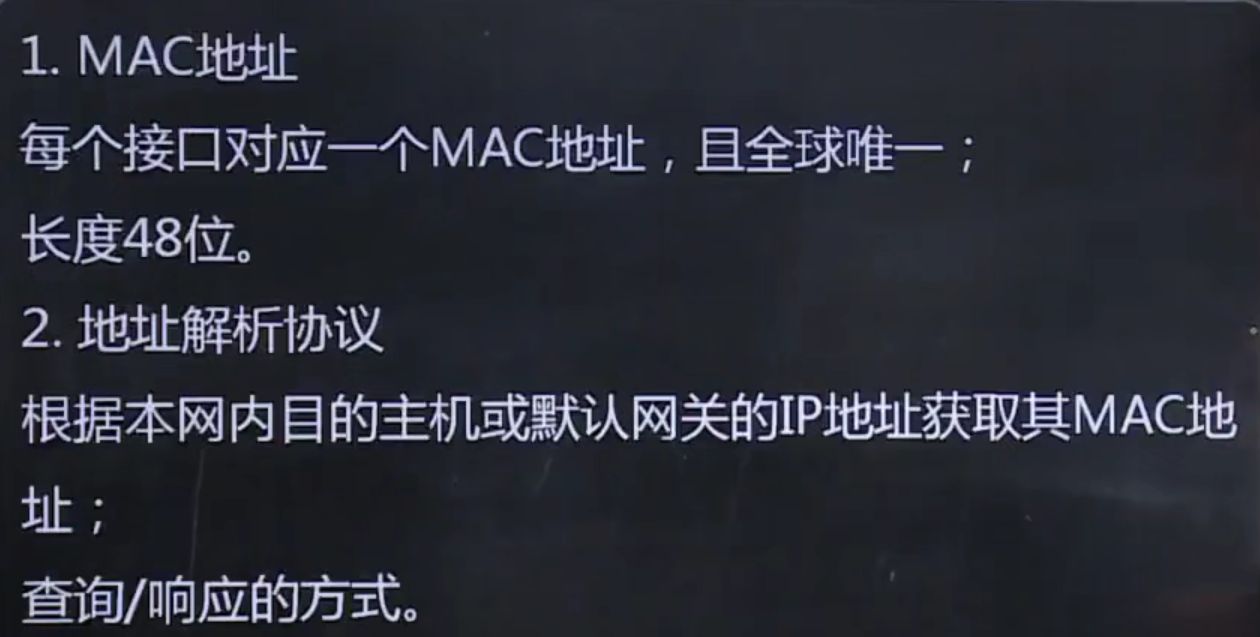 1. MAC地址
每个接口对应一个MAC地址，且全球唯一；
长度48位。
2. 地址解析协议
根据本网内目的主机或默认网关的IP地址获取其MAC地
址；
查询/响应的方式。